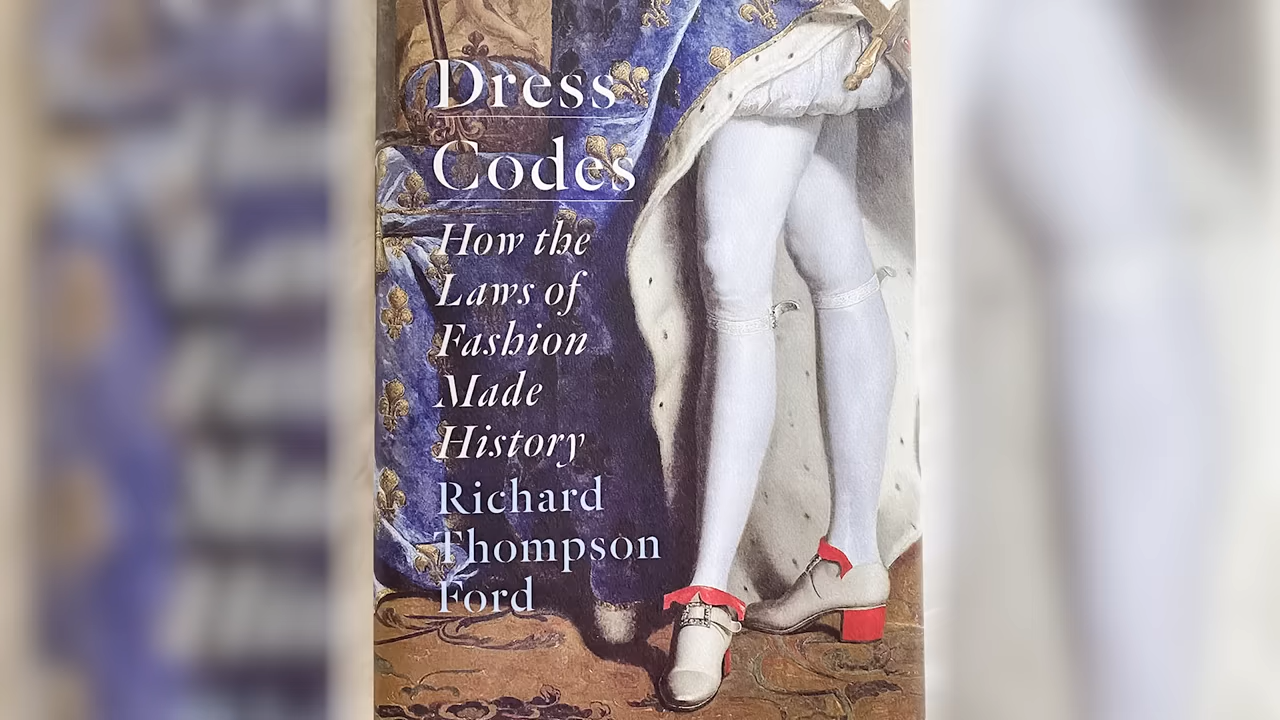 Dress
Codes
How the
Laws of
Fashion
Made
History
Richard
Thompson
Ford